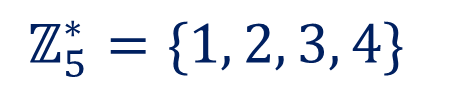 ℤ₅* = {1, 2, 3, 4}